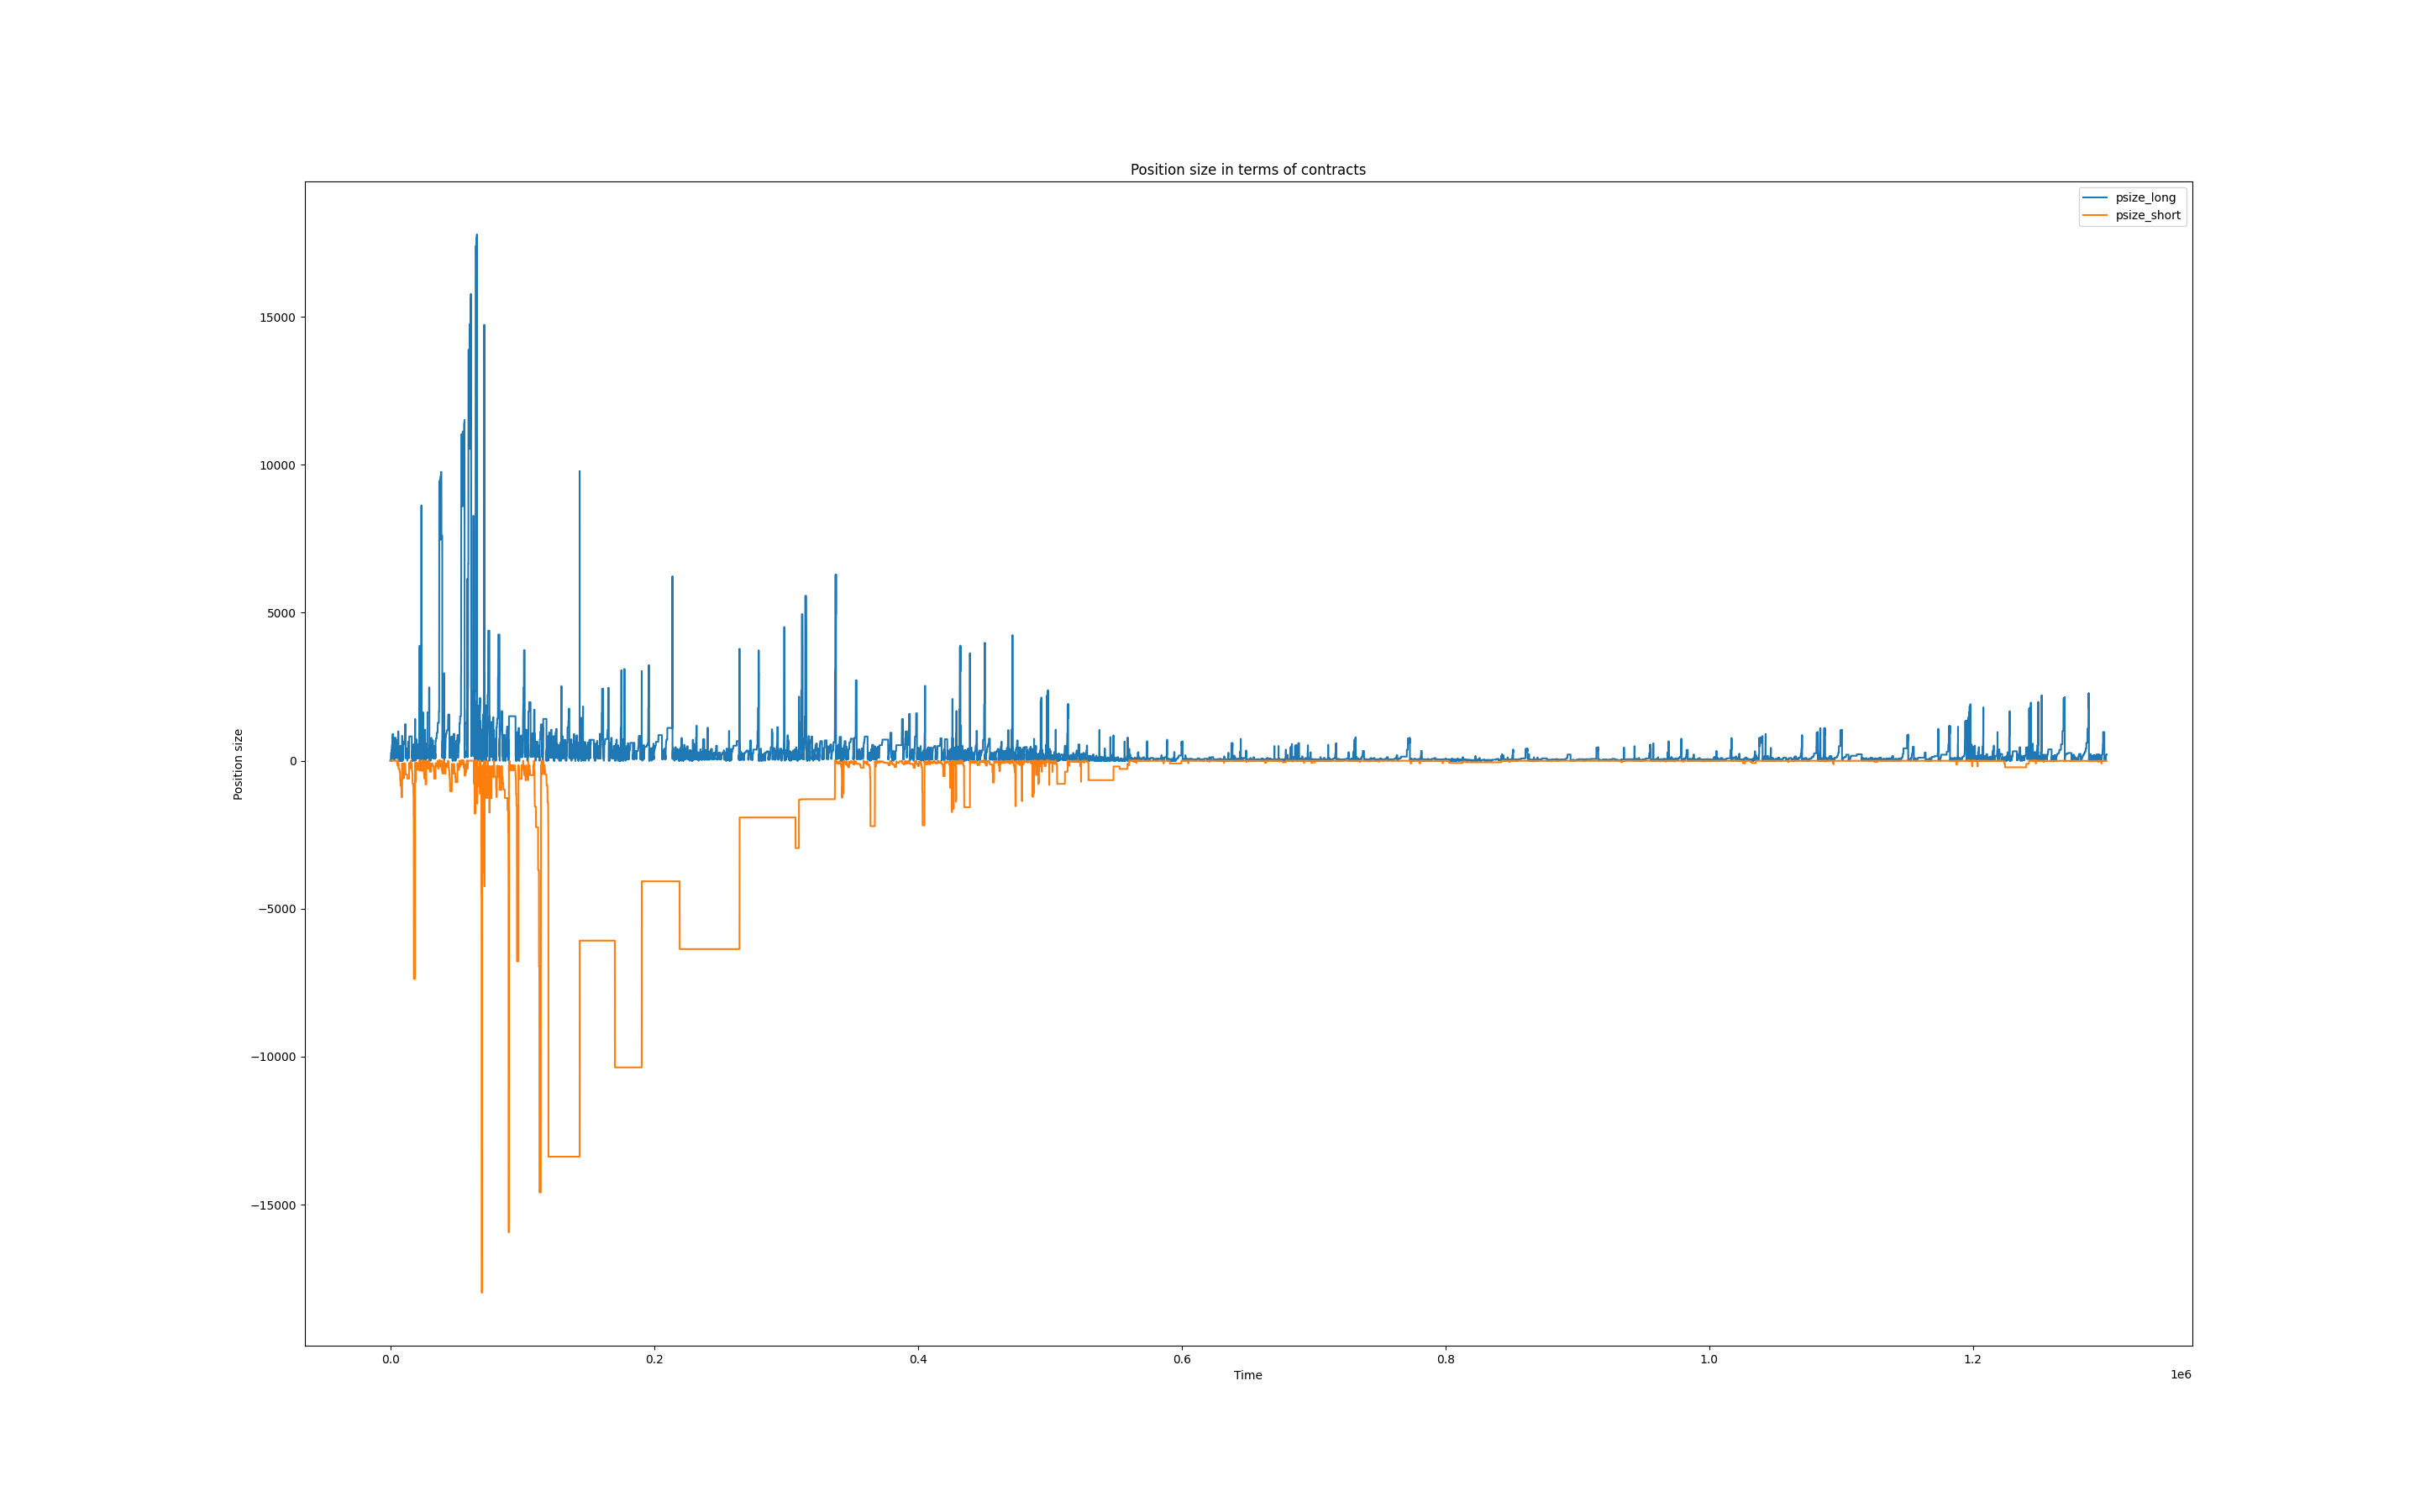 Position size in terms of contracts
psize_long
psize_short
15000
10000
5000
0
−5000
−10000
−15000
Position size
0.0
0.2
0.4
0.6
0.8
1.0
1.2
1e6
Time